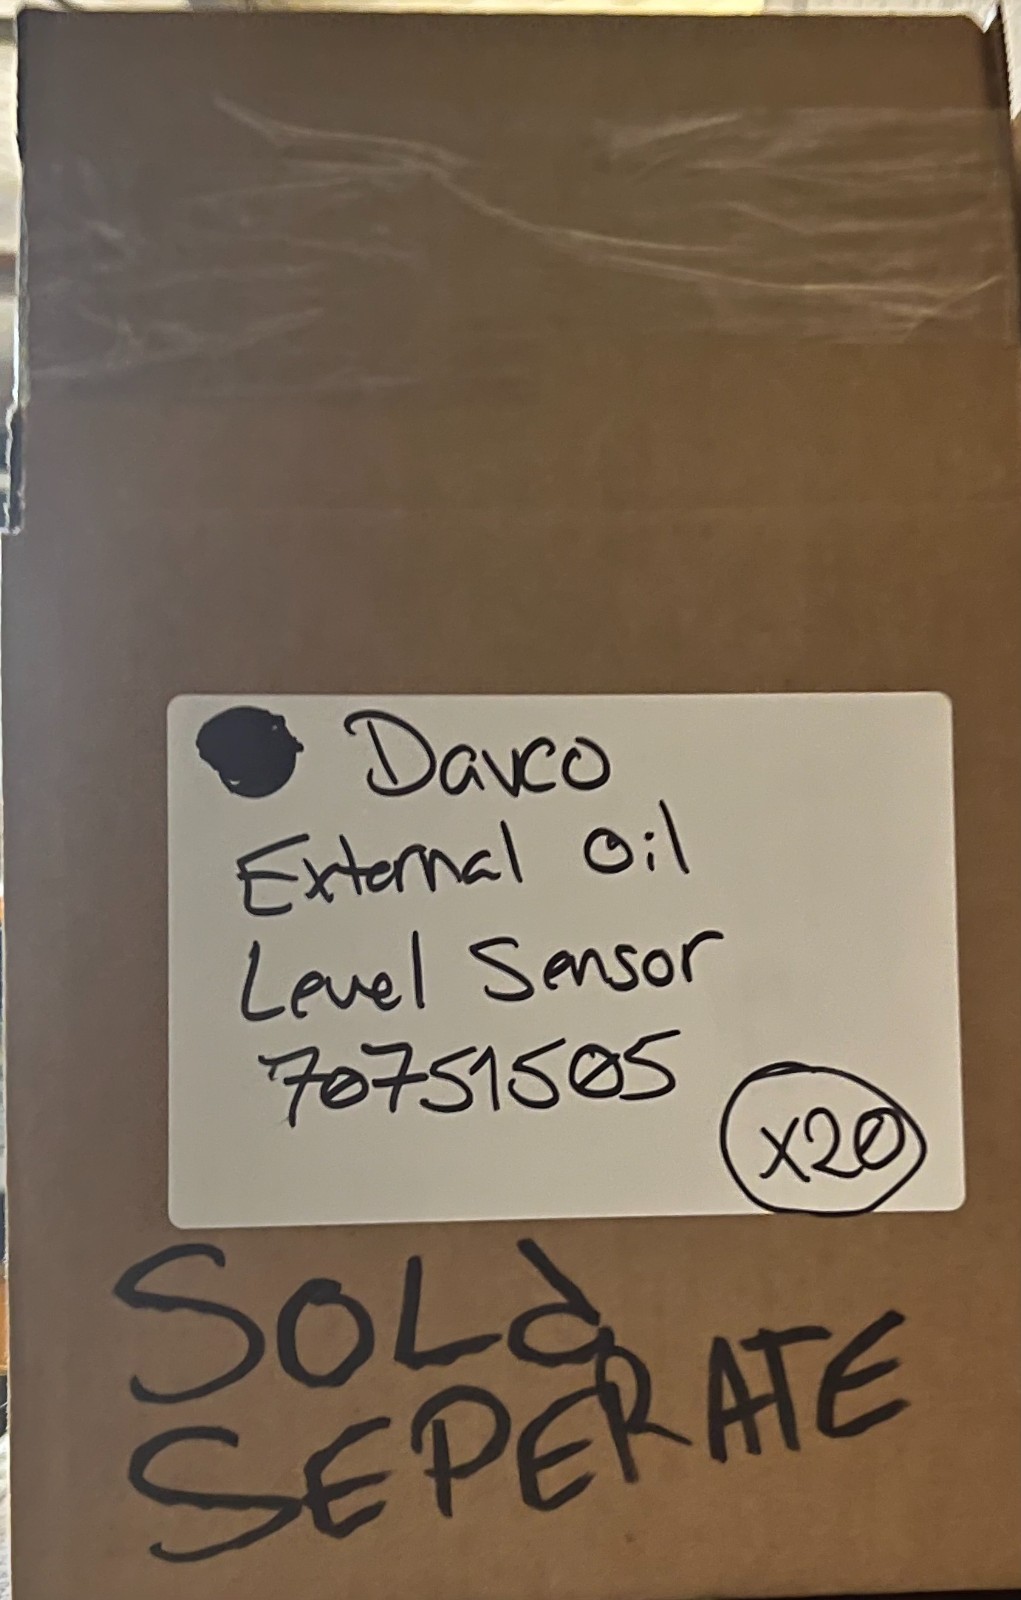 Davco
External Oil
Level Sensor
70751505
x20
SOLd
SEPERATE